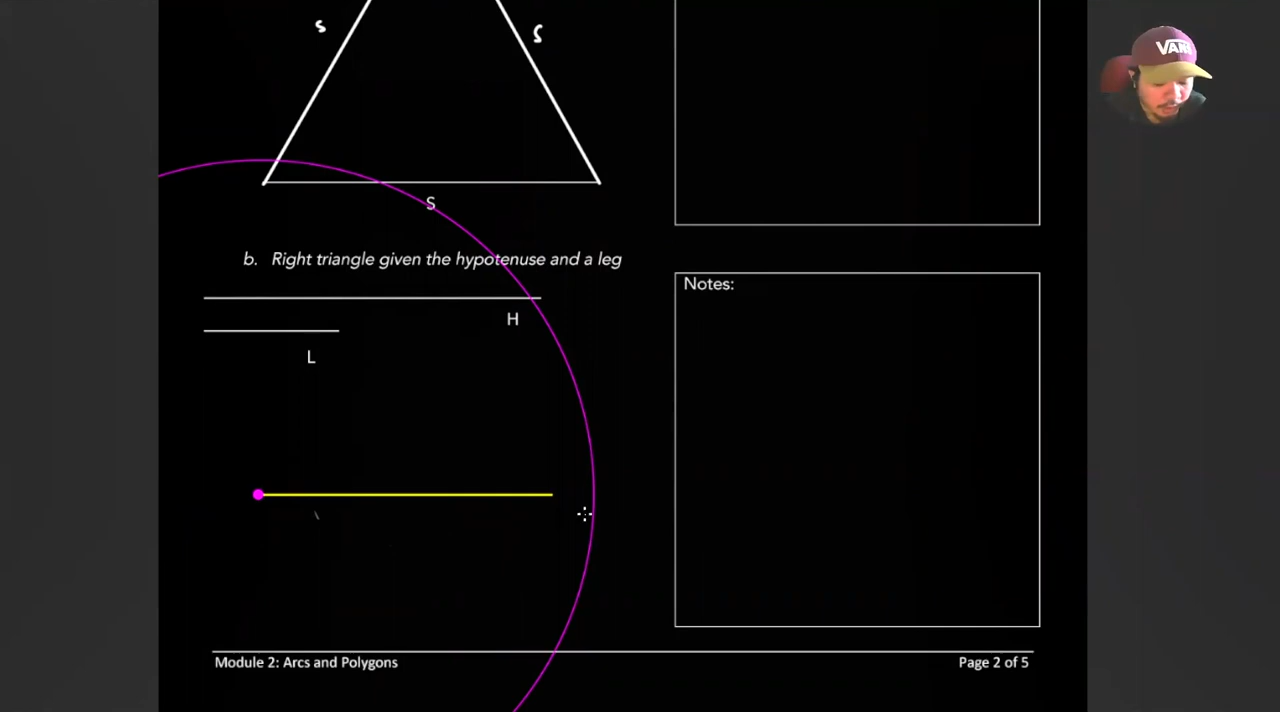 s
S
S
b. Right triangle given the hypotenuse and a leg
H
L
Notes:
Module 2: Arcs and Polygons
Page 2 of 5
VANS